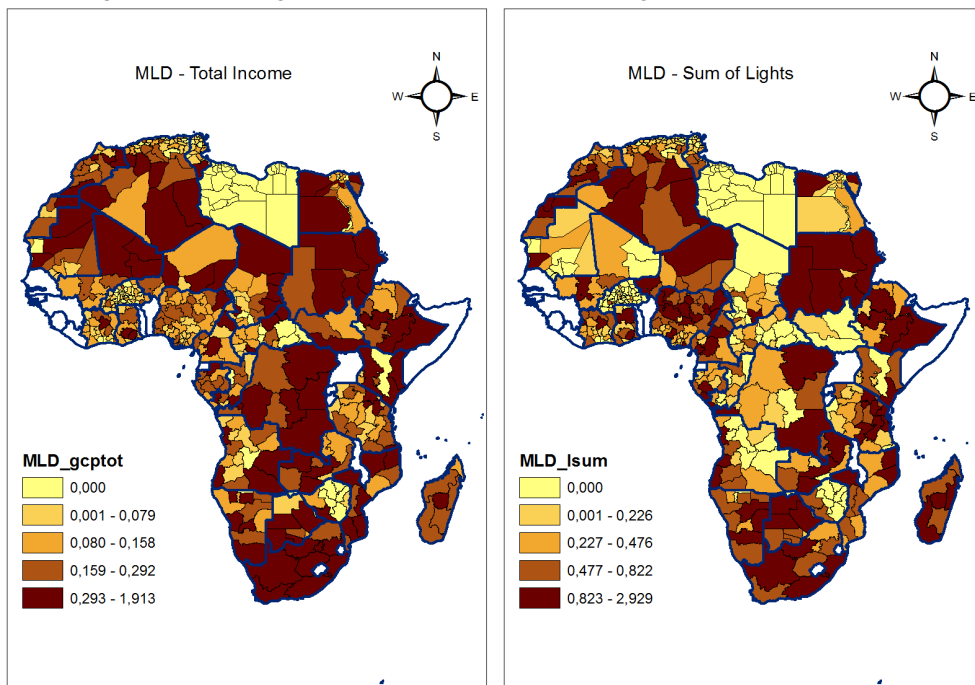 MLD - Total Income
N
W
E
S
MLD_gcptot
0,000
0,001 - 0,079
0,080 - 0,158
0,159 - 0,292
0,293 - 1,913
MLD - Sum of Lights
N
W
E
S
MLD_lsum
0,000
0,001 - 0,226
0,227 - 0,476
0,477 - 0,822
0,823 - 2,929